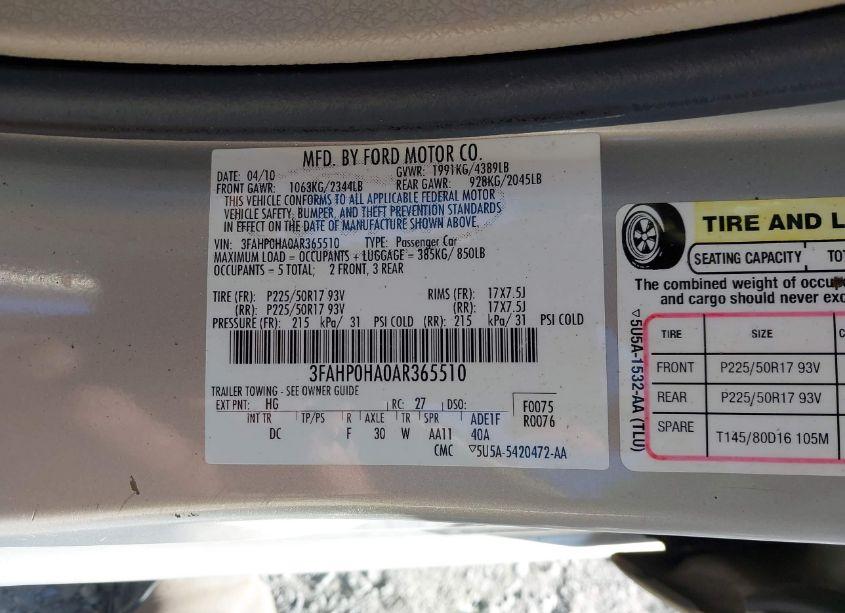 MFD. BY FORD MOTOR CO.
DATE: 04/10 GVWR: 1991KG/4389LB
FRONT GAWR: 1063KG/2344LB REAR GAWR: 928KG/2045LB
THIS VEHICLE CONFORMS TO ALL APPLICABLE FEDERAL MOTOR
VEHICLE SAFETY, BUMPER, AND THEFT PREVENTION STANDARDS
IN EFFECT ON THE DATE OF MANUFACTURE SHOWN ABOVE.
VIN: 3FAHP0HA0AR365510 TYPE: Passenger Car
MAXIMUM LOAD = OCCUPANTS + LUGGAGE = 385KG/ 850LB
OCCUPANTS = 5 TOTAL; 2 FRONT, 3 REAR
TIRE (FR): P225/50R17 93V RIMS (FR): 17X7.5J
(RR): P225/50R17 93V (RR): 17X7.5J
PRESSURE (FR): 215 kPa/ 31 PSI COLD (RR): 215 kPa/ 31 PSI COLD
3FAHP0HA0AR365510
TRAILER TOWING - SEE OWNER GUIDE
EXT PNT: HG RC: 27 DSO: F0075
R0076
INT TR TP/PS R AXLE TR SPR ADE1F
DC F 30 W AA11 40A
CMC ▽5U5A-5420472-AA
TIRE AND L
SEATING CAPACITY TO
The combined weight of occup
and cargo should never exc
▽5U5A-1532-AA (TLU)
TIRE SIZE C
FRONT P225/50R17 93V
REAR P225/50R17 93V
SPARE T145/80D16 105M